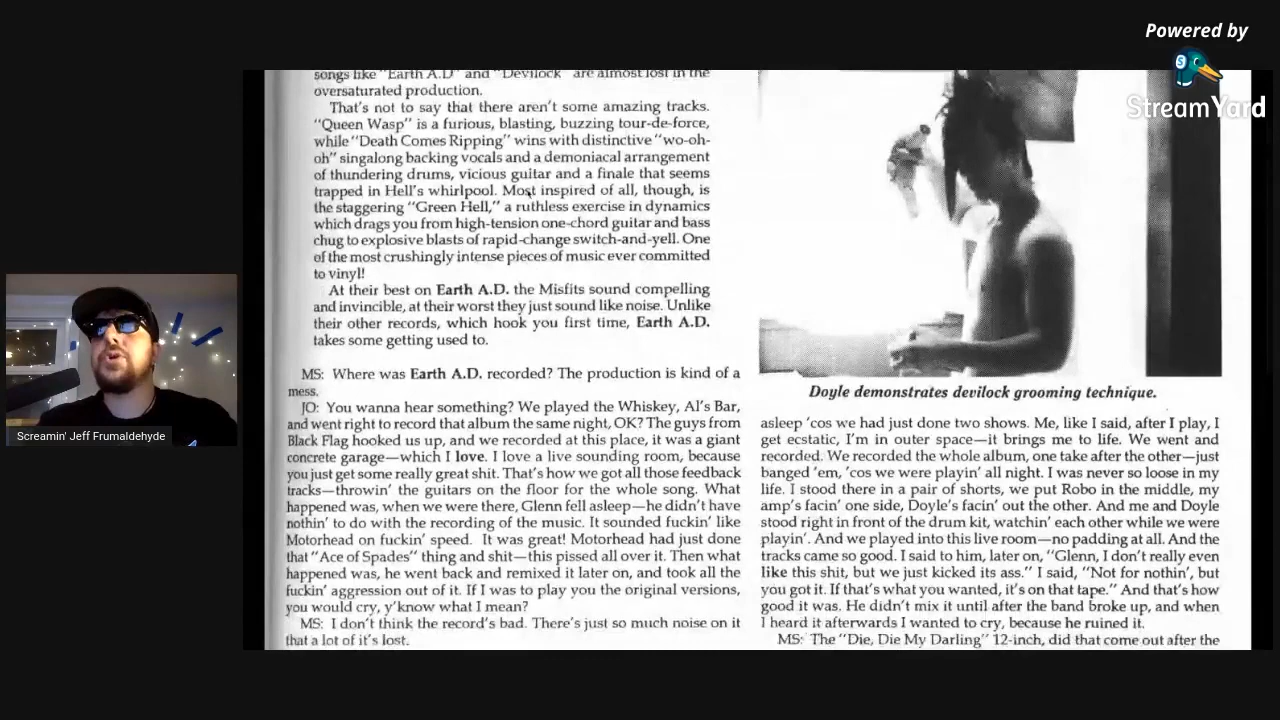 Powered by
StreamYard
songs like "Earth A.D" and "Devilock" are almost lost in the
oversaturated production.
That's not to say that there aren't some amazing tracks.
"Queen Wasp" is a furious, blasting, buzzing tour-de-force,
while "Death Comes Ripping" wins with distinctive "wo-oh-
oh" singalong backing vocals and a demoniacal arrangement
of thundering drums, vicious guitar and a finale that seems
trapped in Hell's whirlpool. Most inspired of all, though, is
the staggering "Green Hell," a ruthless exercise in dynamics
which drags you from high-tension one-chord guitar and bass
chug to explosive blasts of rapid-change switch-and-yell. One
of the most crushingly intense pieces of music ever committed
to vinyl!
At their best on Earth A.D. the Misfits sound compelling
and invincible, at their worst they just sound like noise. Unlike
their other records, which hook you first time, Earth A.D.
takes some getting used to.
MS: Where was Earth A.D. recorded? The production is kind of a
mess.
JO: You wanna hear something? We played the Whiskey, Al's Bar,
and went right to record that album the same night, OK? The guys from
Black Flag hooked us up, and we recorded at this place, it was a giant
concrete garage—which I love. I love a live sounding room, because
you just get some really great shit. That's how we got all those feedback
tracks—throwin' the guitars on the floor for the whole song. What
happened was, when we were there, Glenn fell asleep—he didn't have
nothin' to do with the recording of the music. It sounded fuckin' like
Motorhead on fuckin' speed. It was great! Motorhead had just done
that "Ace of Spades" thing and shit—this pissed all over it. Then what
happened was, he went back and remixed it later on, and took all the
fuckin' aggression out of it. If I was to play you the original versions,
you would cry, y'know what I mean?
MS: I don't think the record's bad. There's just so much noise on it
that a lot of it's lost.
Doyle demonstrates devilock grooming technique.
asleep 'cos we had just done two shows. Me, like I said, after I play, I
get ecstatic, I'm in outer space—it brings me to life. We went and
recorded. We recorded the whole album, one take after the other—just
banged 'em, 'cos we were playin' all night. I was never so loose in my
life. I stood there in a pair of shorts, we put Robo in the middle, my
amp's facin' one side, Doyle's facin' out the other. And me and Doyle
stood right in front of the drum kit, watchin' each other while we were
playin'. And we played into this live room—no padding at all. And the
tracks came so good. I said to him, later on, "Glenn, I don't really even
like this shit, but we just kicked its ass." I said, "Not for nothin', but
you got it. If that's what you wanted, it's on that tape." And that's how
good it was. He didn't mix it until after the band broke up, and when
I heard it afterwards I wanted to cry, because he ruined it.
MS: The "Die, Die My Darling" 12-inch, did that come out after the
Screamin' Jeff Frumaldehyde